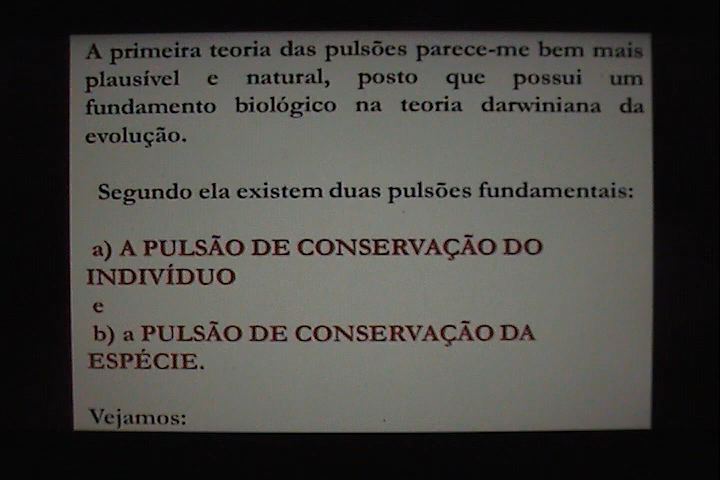 A primeira teoria das pulsões parece-me bem mais
plausível e natural, posto que possui um
fundamento biológico na teoria darwiniana da
evolução.
Segundo ela existem duas pulsões fundamentais:
a) A PULSÃO DE CONSERVAÇÃO DO
INDIVÍDUO
e
b) a PULSÃO DE CONSERVAÇÃO DA
ESPÉCIE.
Vejamos: